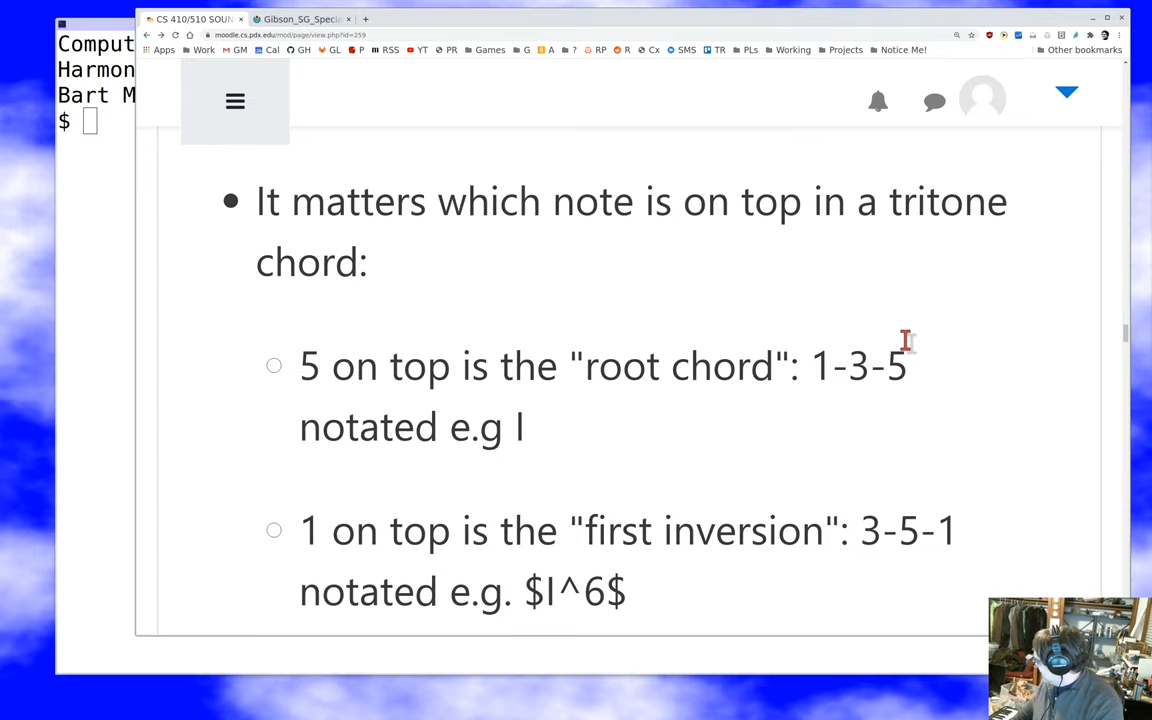 CS 410/510 SOUN
Gibson_SG_Specia
moodle.cs.pdx.edu/mod/page/view.php?id=259
Apps Work GM Cal GH GL P RSS YT PR Games G A ? RP R Cx SMS TR PLs Working Projects Notice Me! Other bookmarks
Comput
Harmon
Bart M
$
It matters which note is on top in a tritone
chord:
5 on top is the "root chord": 1-3-5
notated e.g I
1 on top is the "first inversion": 3-5-1
notated e.g. $I^6$